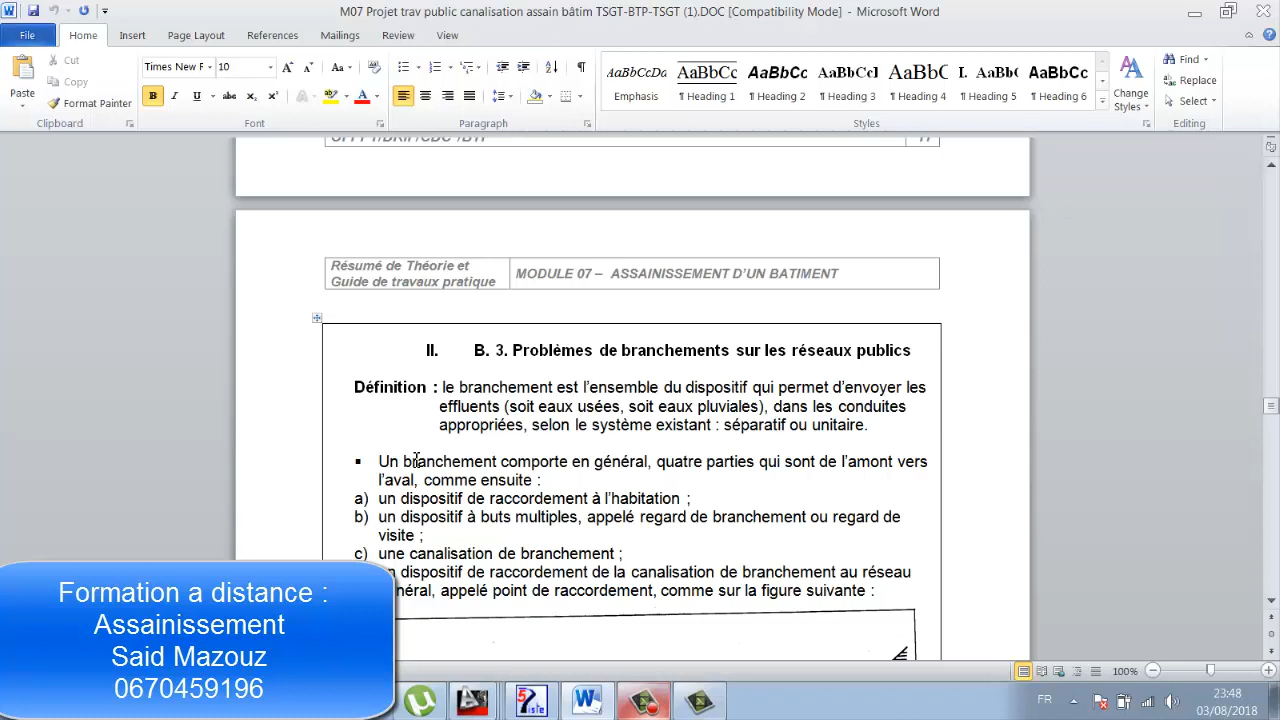 M07 Projet trav public canalisation assain bâtim TSGT-BTP-TSGT (1).DOC [Compatibility Mode] - Microsoft Word
File Home Insert Page Layout References Mailings Review View
Cut
Copy
Format Painter
Paste
Clipboard
Times New F 10
Font
Paragraph
AaBbCcDa AaBbCc AaBbCc AaBbCcI AaBbC I. AaBbC AaBbCc
Emphasis ¶ Heading 1 ¶ Heading 2 ¶ Heading 3 ¶ Heading 4 ¶ Heading 5 ¶ Heading 6
Styles
Change Styles
Find
Replace
Select
Editing
Résumé de Théorie et
Guide de travaux pratique
MODULE 07 – ASSAINISSEMENT D’UN BATIMENT
II. B. 3. Problèmes de branchements sur les réseaux publics
Définition : le branchement est l’ensemble du dispositif qui permet d’envoyer les
effluents (soit eaux usées, soit eaux pluviales), dans les conduites
appropriées, selon le système existant : séparatif ou unitaire.
▪ Un branchement comporte en général, quatre parties qui sont de l’amont vers
l’aval, comme ensuite :
a) un dispositif de raccordement à l’habitation ;
b) un dispositif à buts multiples, appelé regard de branchement ou regard de
visite ;
c) une canalisation de branchement ;
dispositif de raccordement de la canalisation de branchement au réseau
appelé point de raccordement, comme sur la figure suivante :
Formation a distance :
Assainissement
Said Mazouz
0670459196
100%
FR
23:48
03/08/2018